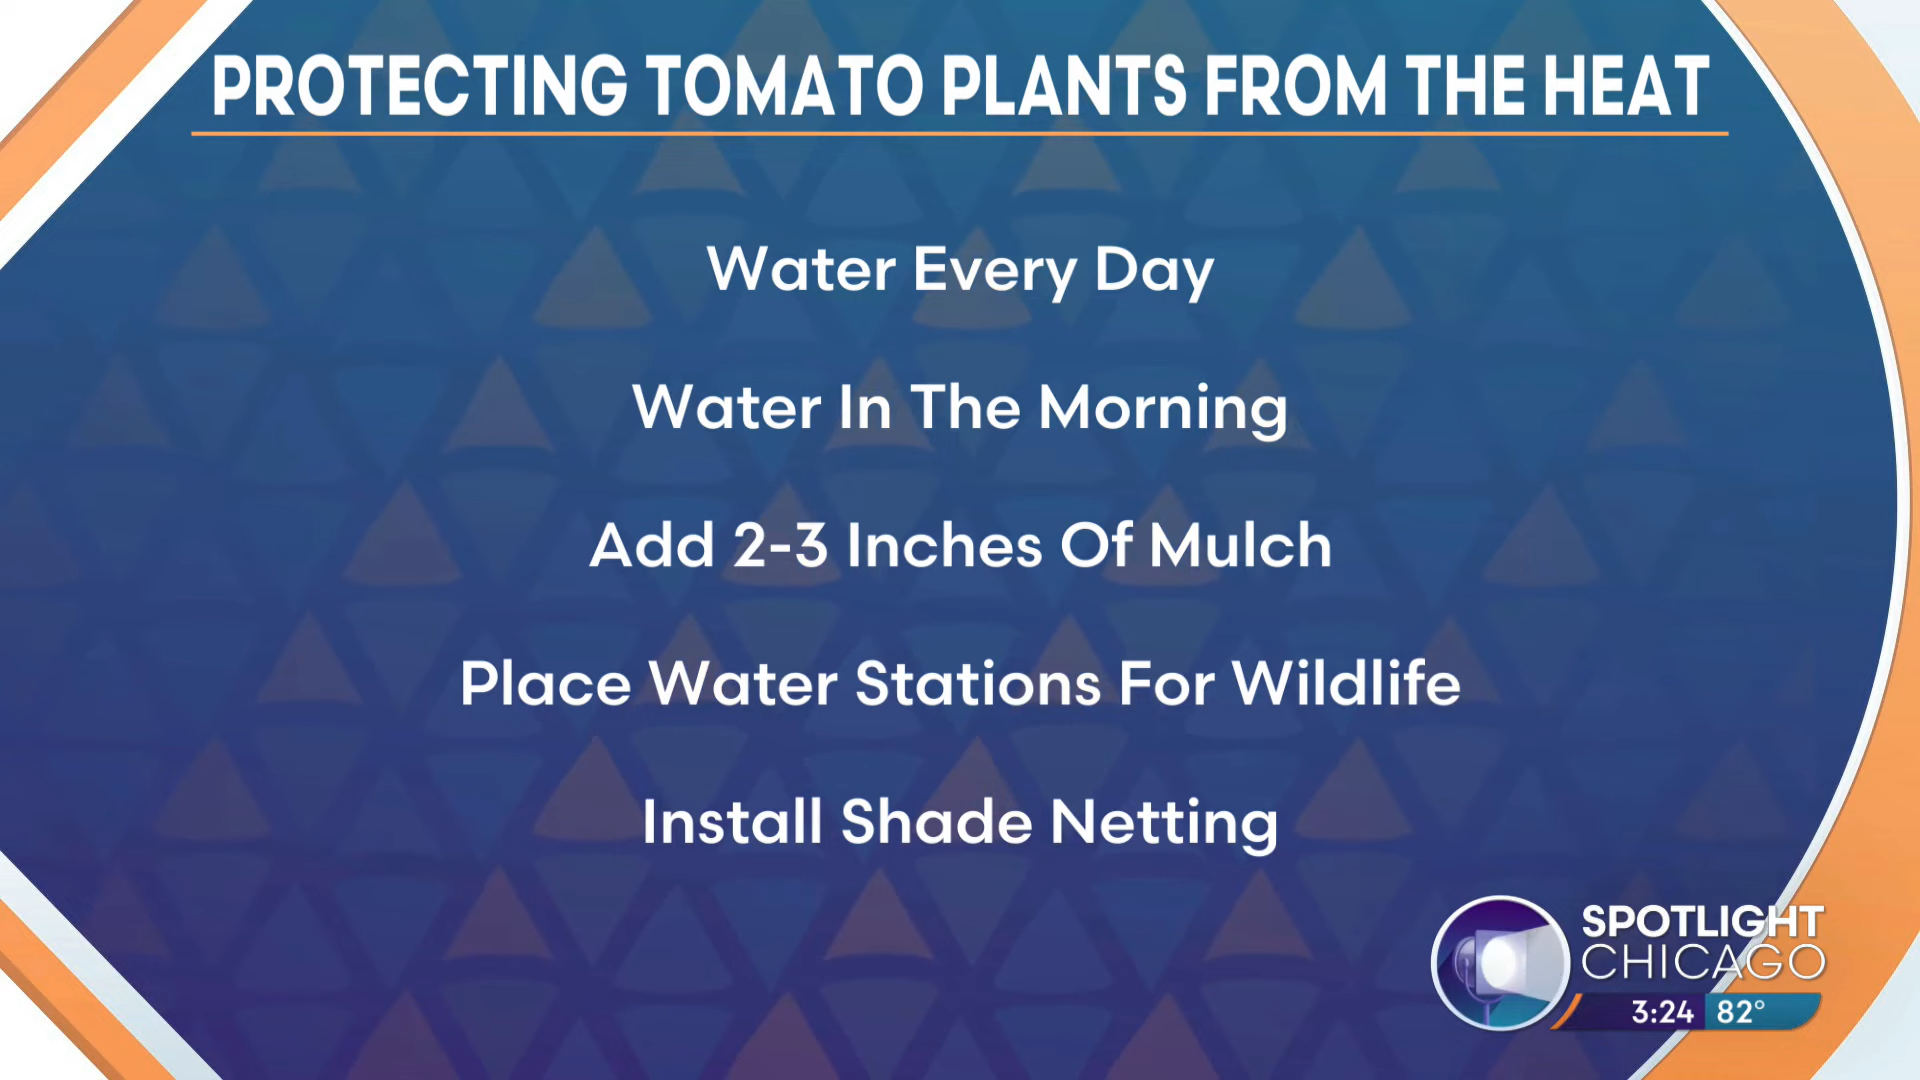 PROTECTING TOMATO PLANTS FROM THE HEAT
Water Every Day
Water In The Morning
Add 2-3 Inches Of Mulch
Place Water Stations For Wildlife
Install Shade Netting
SPOTLIGHT
CHICAGO
3:24 82°